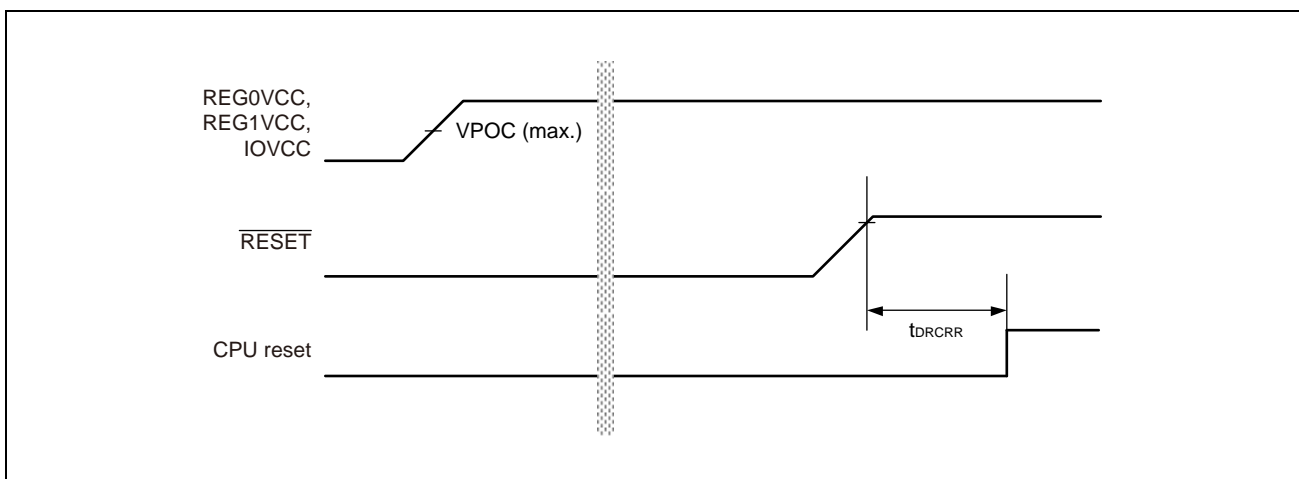 REG0VCC,
REG1VCC,
IOVCC
VPOC (max.)
RESET
tDRCRR
CPU reset